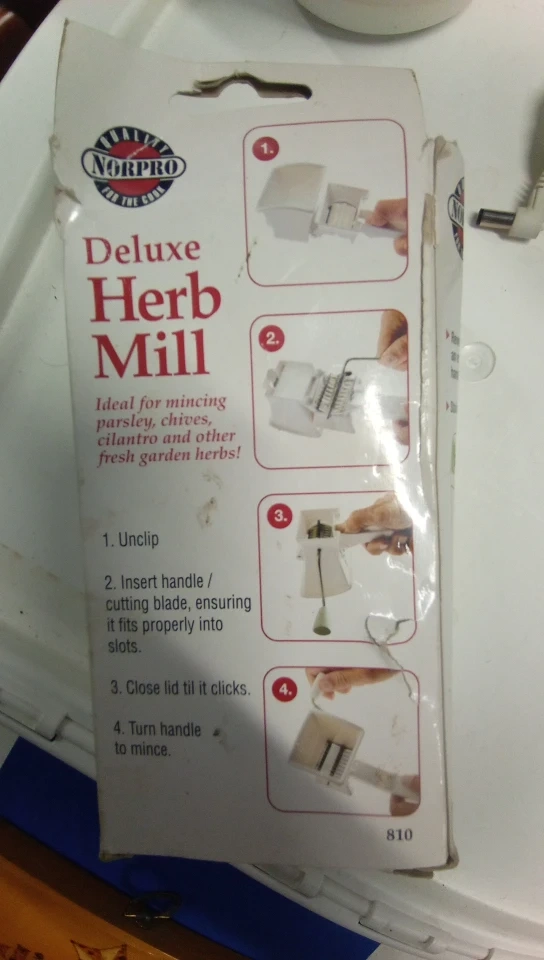 QUALITY
NORPRO
FOR THE COOK
Deluxe
Herb
Mill
Ideal for mincing
parsley, chives,
cilantro and other
fresh garden herbs!
1. Unclip
2. Insert handle /
cutting blade, ensuring
it fits properly into
slots.
3. Close lid til it clicks.
4. Turn handle
to mince.
1.
2.
3.
4.
810